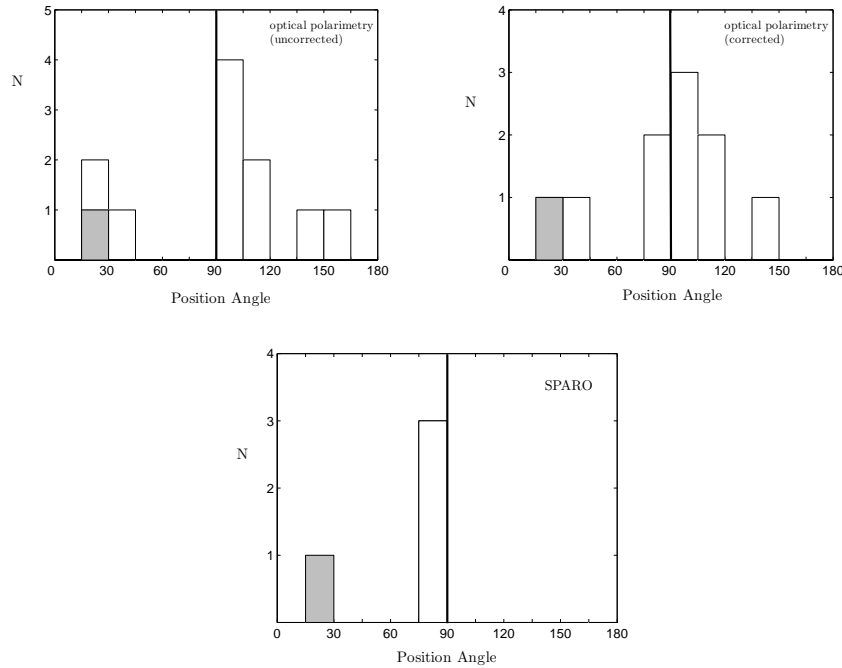 5
4
3
2
1
N
optical polarimetry
(uncorrected)
0 30 60 90 120 150 180
Position Angle
4
3
2
1
N
optical polarimetry
(corrected)
0 30 60 90 120 150 180
Position Angle
4
3
2
1
N
SPARO
0 30 60 90 120 150 180
Position Angle